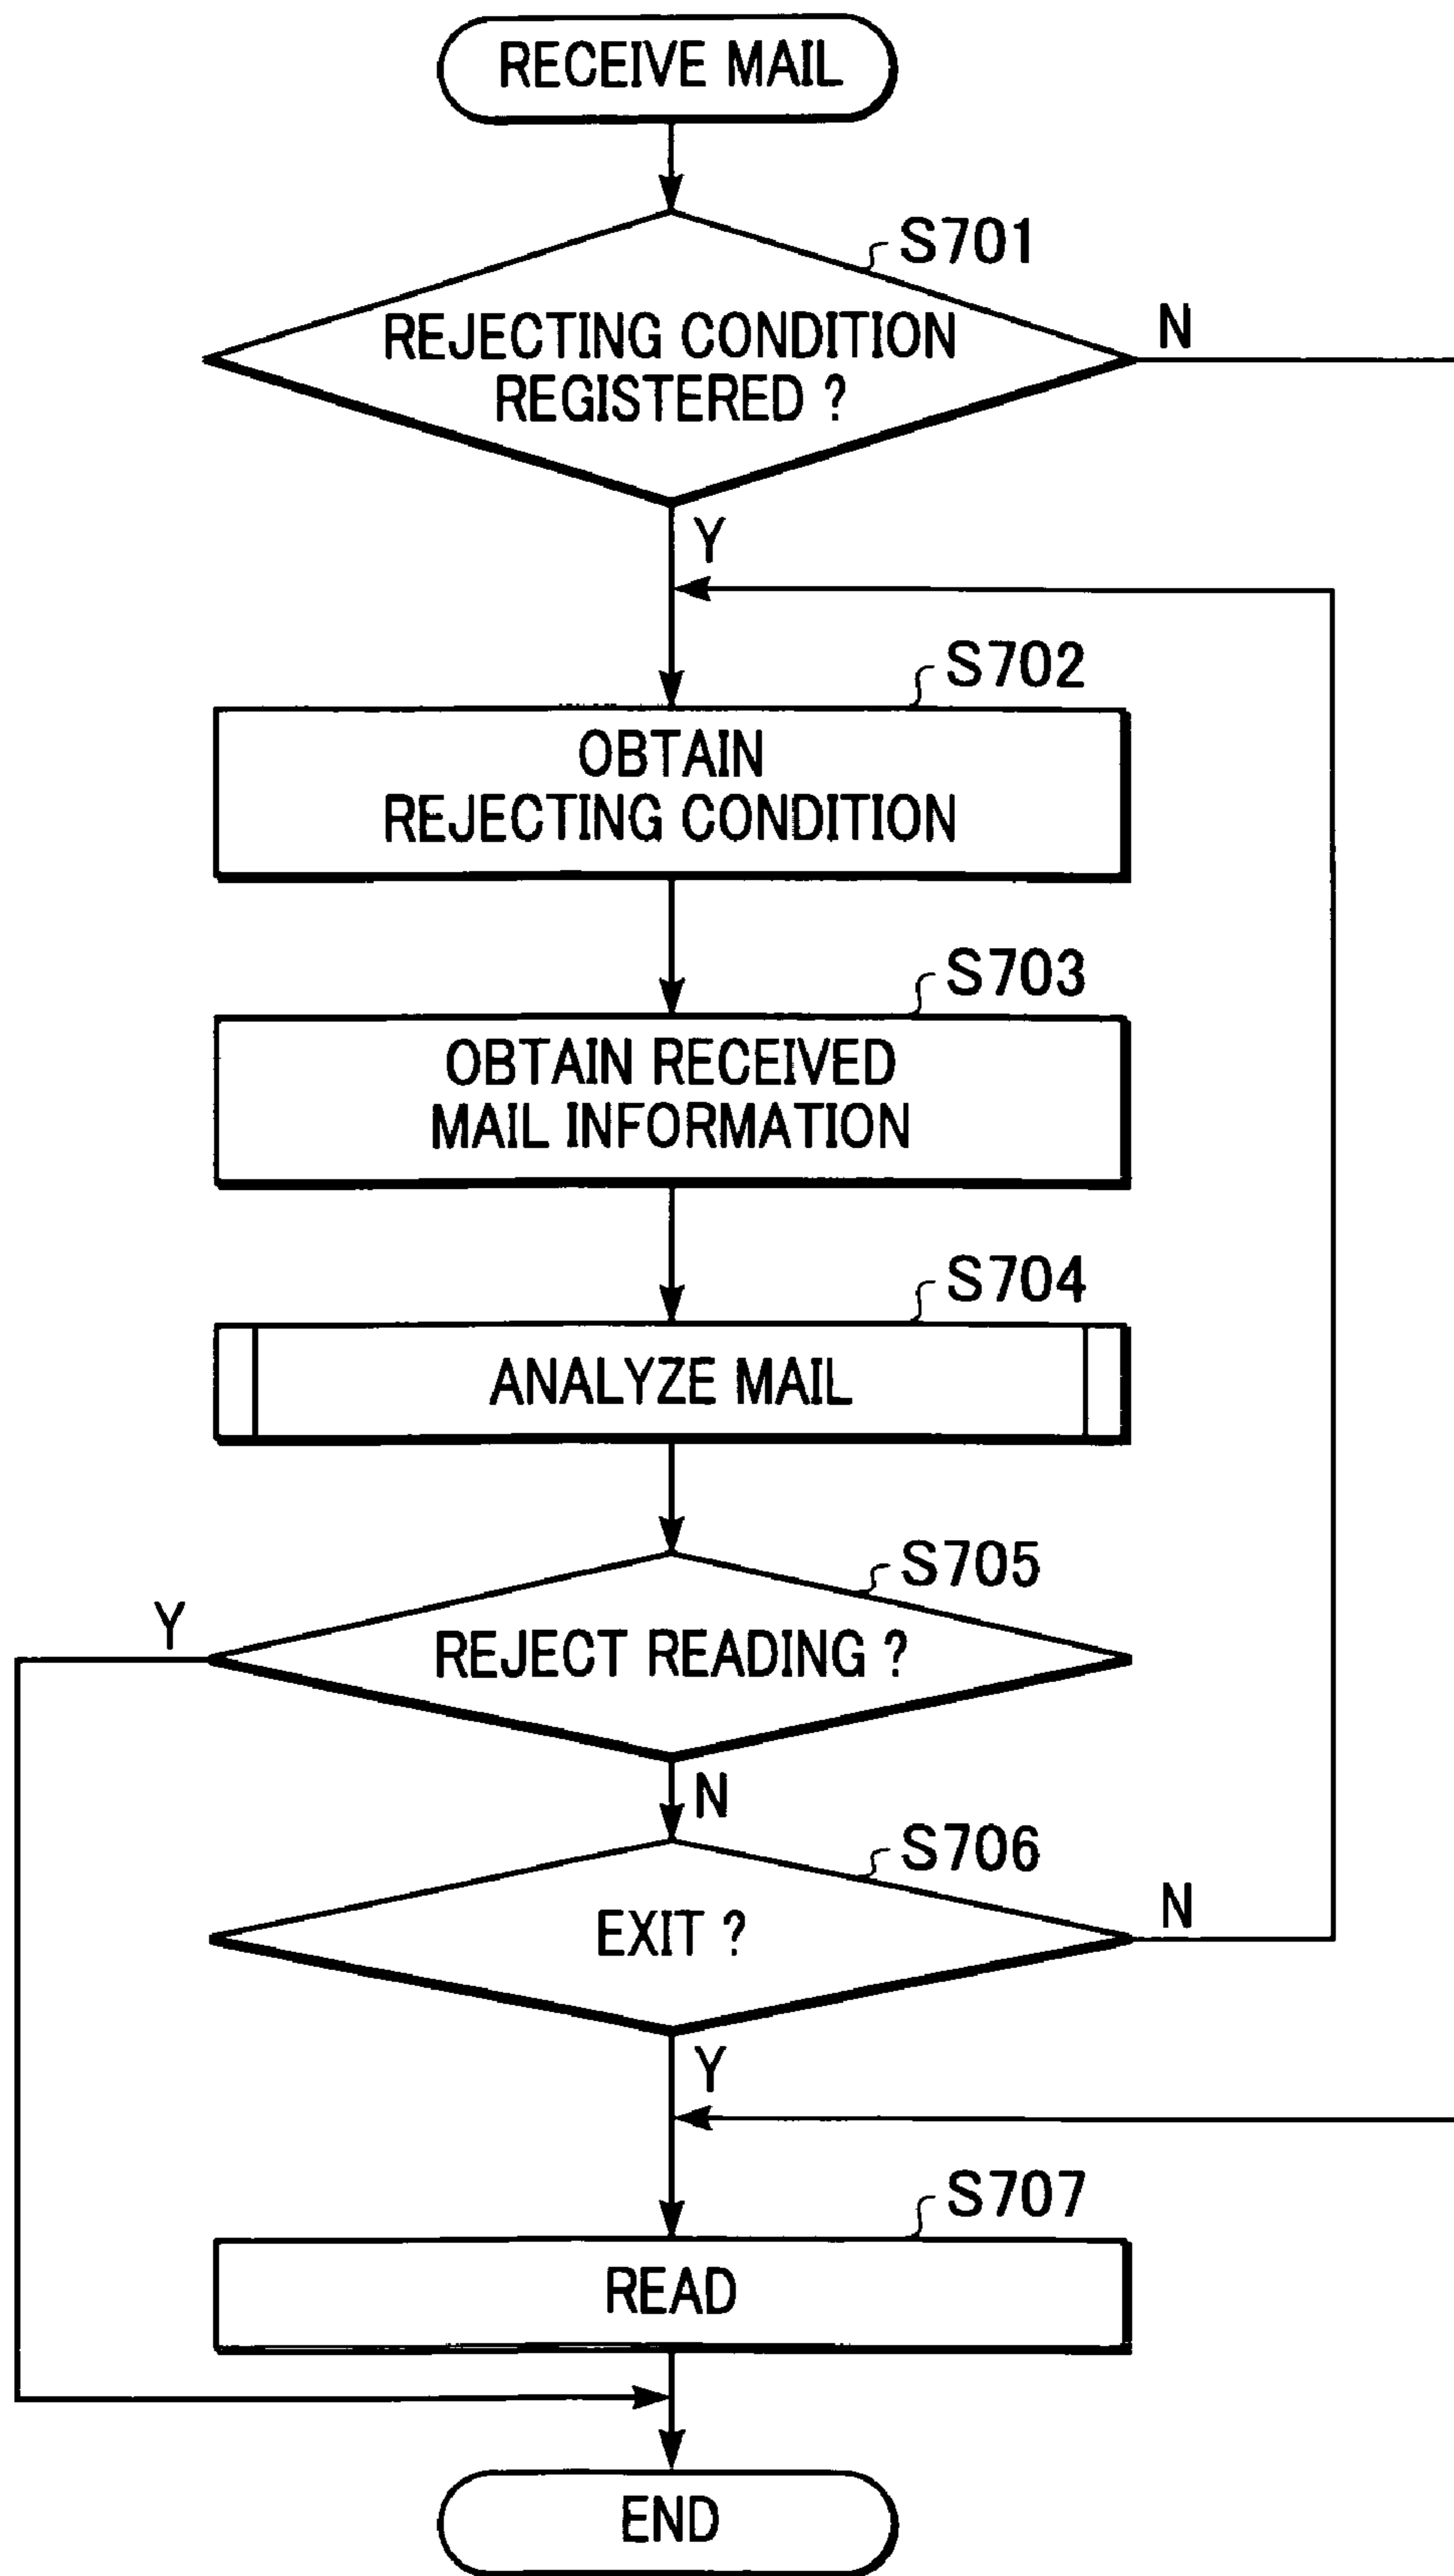 RECEIVE MAIL
S701
REJECTING CONDITION
REGISTERED ?
N
Y
S702
OBTAIN
REJECTING CONDITION
S703
OBTAIN RECEIVED
MAIL INFORMATION
S704
ANALYZE MAIL
S705
Y
REJECT READING ?
N
S706
EXIT ?
N
Y
S707
READ
END